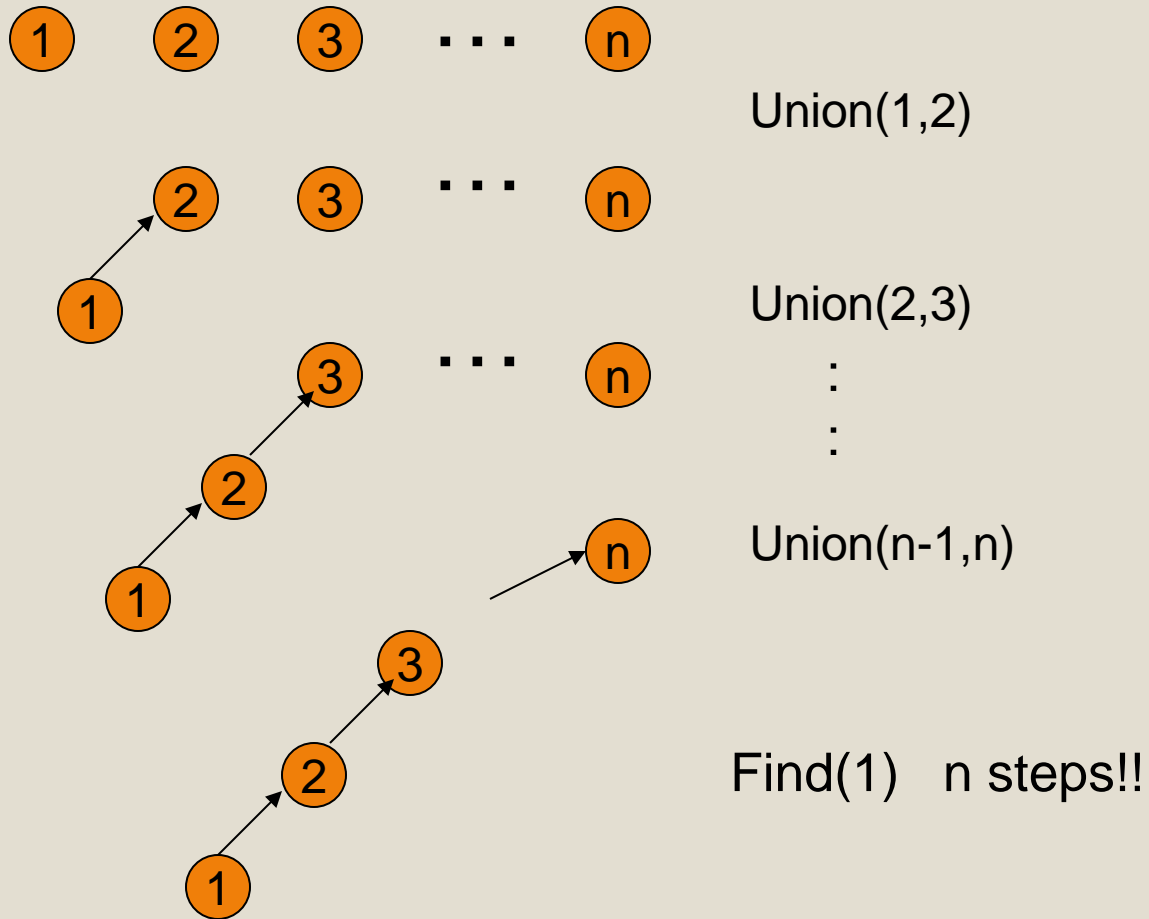 1 2 3 ... n
Union(1,2)
2 3 ... n
1
Union(2,3)
3 ... n
:
:
2
n
Union(n-1,n)
1
3
2
Find(1) n steps!!
1